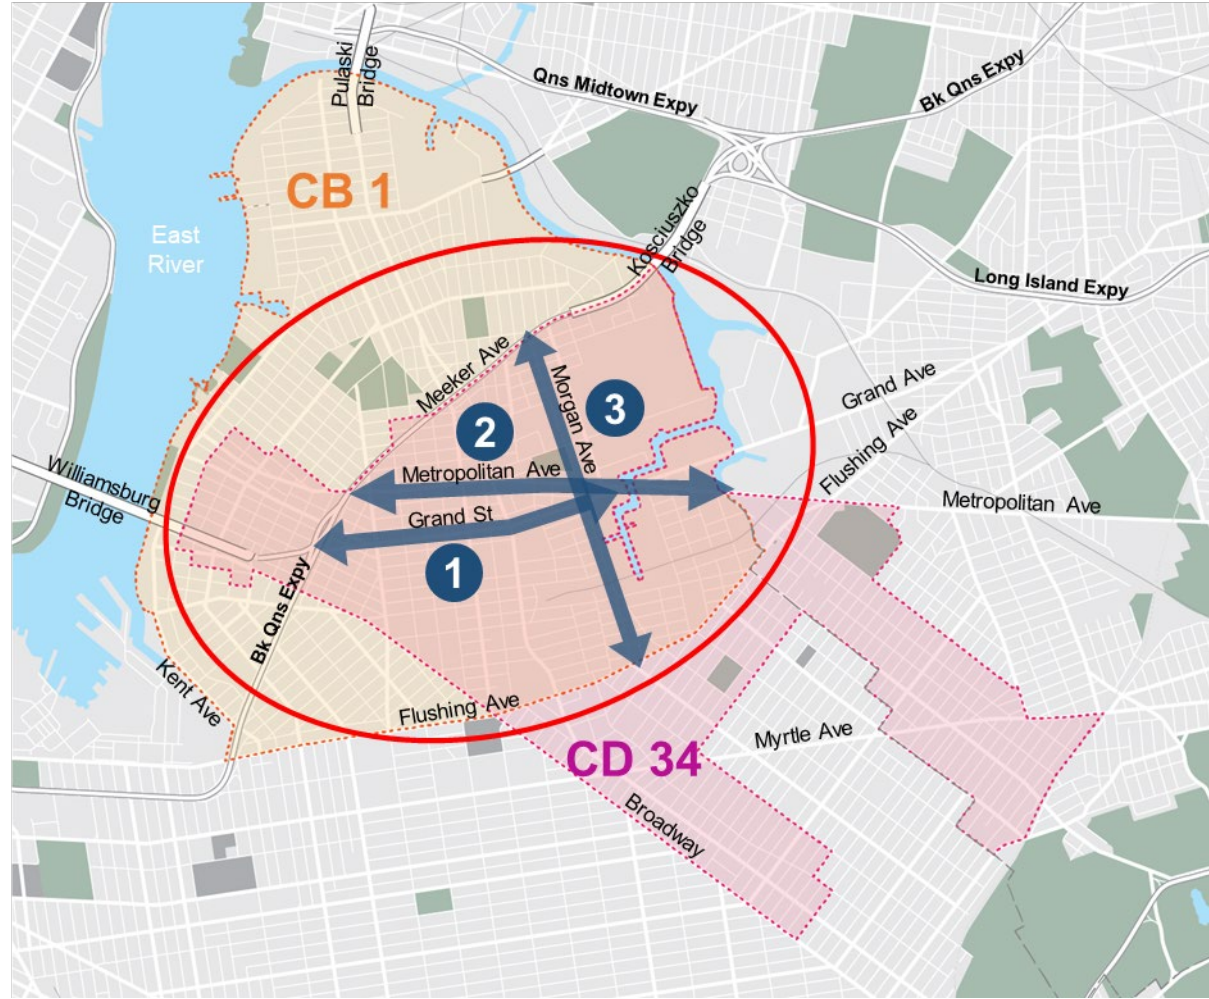 Pulaski
Bridge
Qns Midtown Expy
Bk Qns Expy
CB 1
East
River
Kosciuszko
Bridge
Long Island Expy
Meeker Ave
Morgan Ave
3
2
Grand Ave
Flushing Ave
Williamsburg
Bridge
Metropolitan Ave
Metropolitan Ave
Grand St
1
Bk Qns Expy
Kent Ave
Flushing Ave
CD 34
Myrtle Ave
Broadway